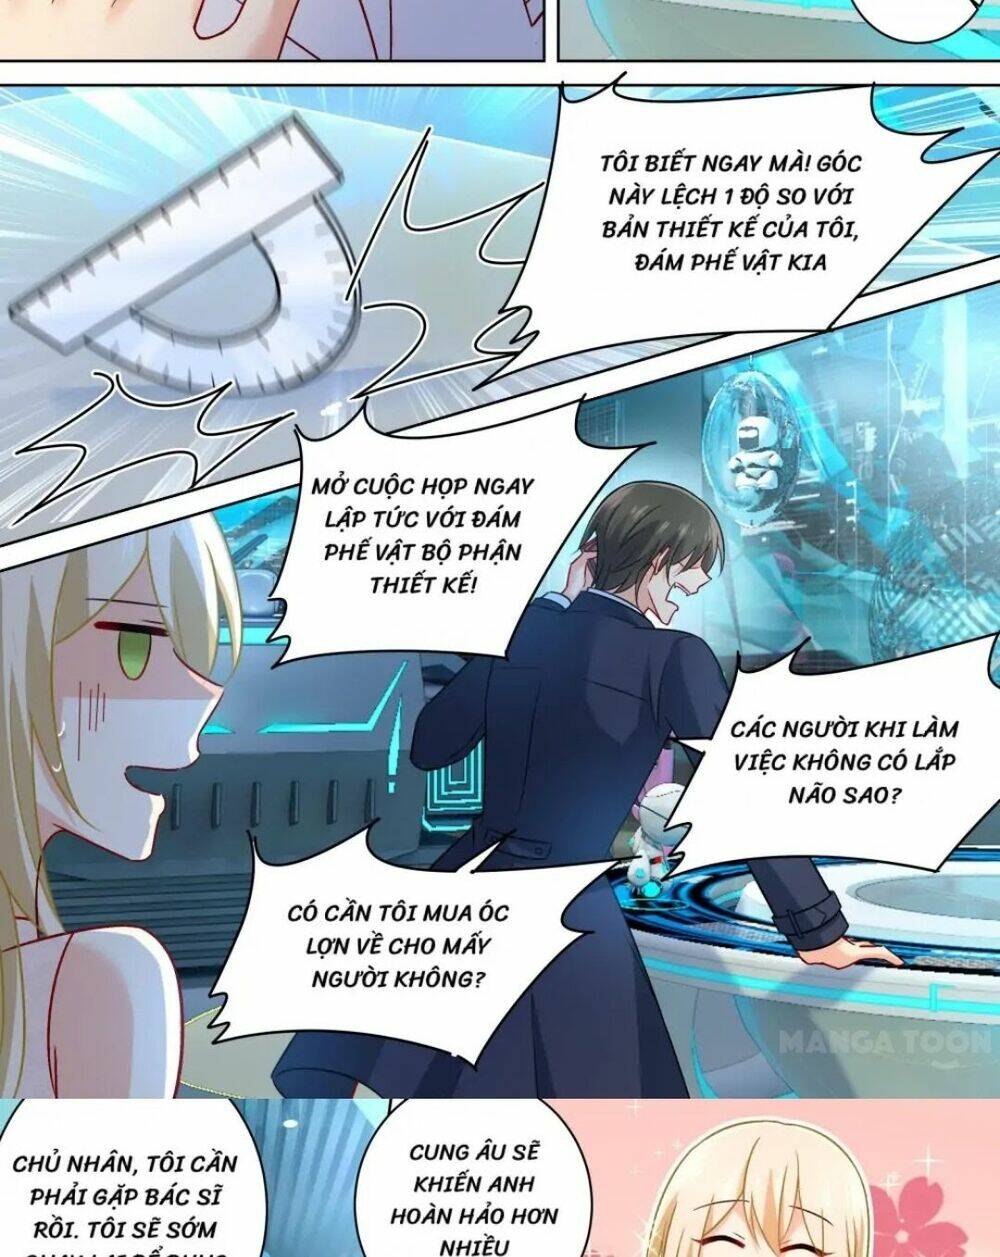 TÔI BIẾT NGAY MÀ! GÓC
NÀY LỆCH 1 ĐỘ SO VỚI
BẢN THIẾT KẾ CỦA TÔI,
ĐÁM PHẾ VẬT KIA
MỞ CUỘC HỌP NGAY
LẬP TỨC VỚI ĐÁM
PHẾ VẬT BỘ PHẬN
THIẾT KẾ!
CÁC NGƯỜI KHI LÀM
VIỆC KHÔNG CÓ LẮP
NÃO SAO?
CÓ CẦN TÔI MUA ÓC
LỢN VỀ CHO MẤY
NGƯỜI KHÔNG?
MANGA TOON
CHỦ NHÂN, TÔI CẦN
PHẢI GẶP BÁC SĨ
RỒI. TÔI SẼ SỚM
CUNG ÂU SẼ
KHIẾN ANH
HOÀN HẢO HƠN
NHIỀU